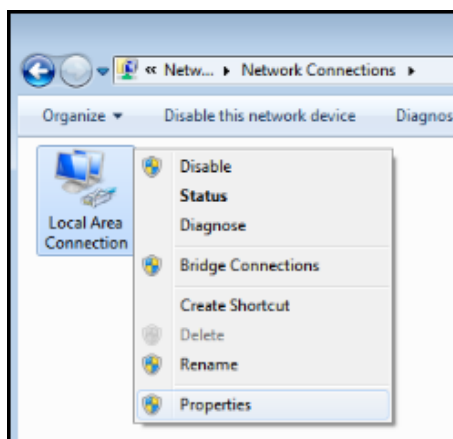 « Netw... ▸ Network Connections ▸
Organize ▾ Disable this network device Diagnos
Local Area
Connection
Disable
Status
Diagnose
Bridge Connections
Create Shortcut
Delete
Rename
Properties